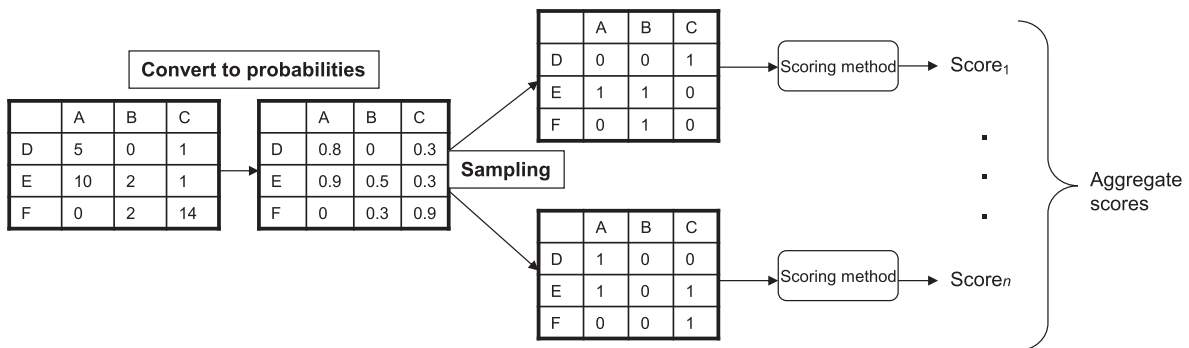 Convert to probabilities
A B C
D 5 0 1
E 10 2 1
F 0 2 14
A B C
D 0.8 0 0.3
E 0.9 0.5 0.3
F 0 0.3 0.9
Sampling
A B C
D 0 0 1
E 1 1 0
F 0 1 0
Scoring method
Score1
A B C
D 1 0 0
E 1 0 1
F 0 0 1
Scoring method
Scoren
Aggregate
scores